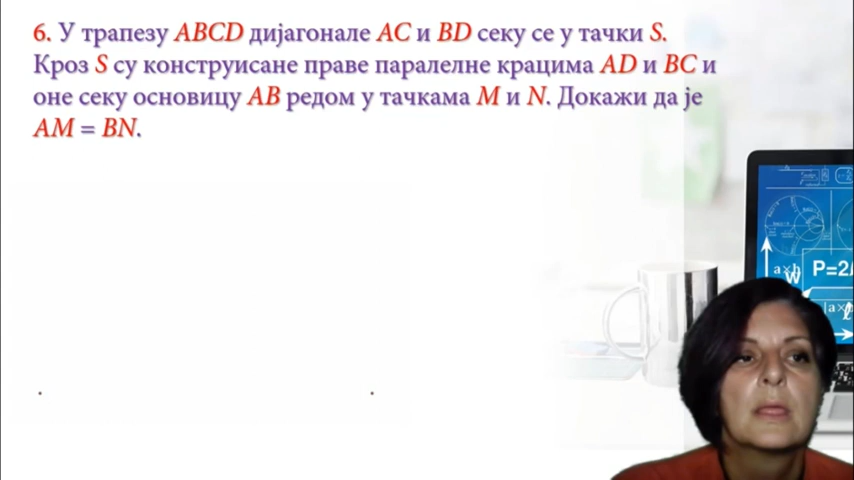 6. У трапезу ABCD дијагонале AC и BD секу се у тачки S.
Кроз S су конструисане праве паралелне крацима AD и BC и
оне секу основицу AB редом у тачкама M и N. Докажи да је
AM = BN.
P=2